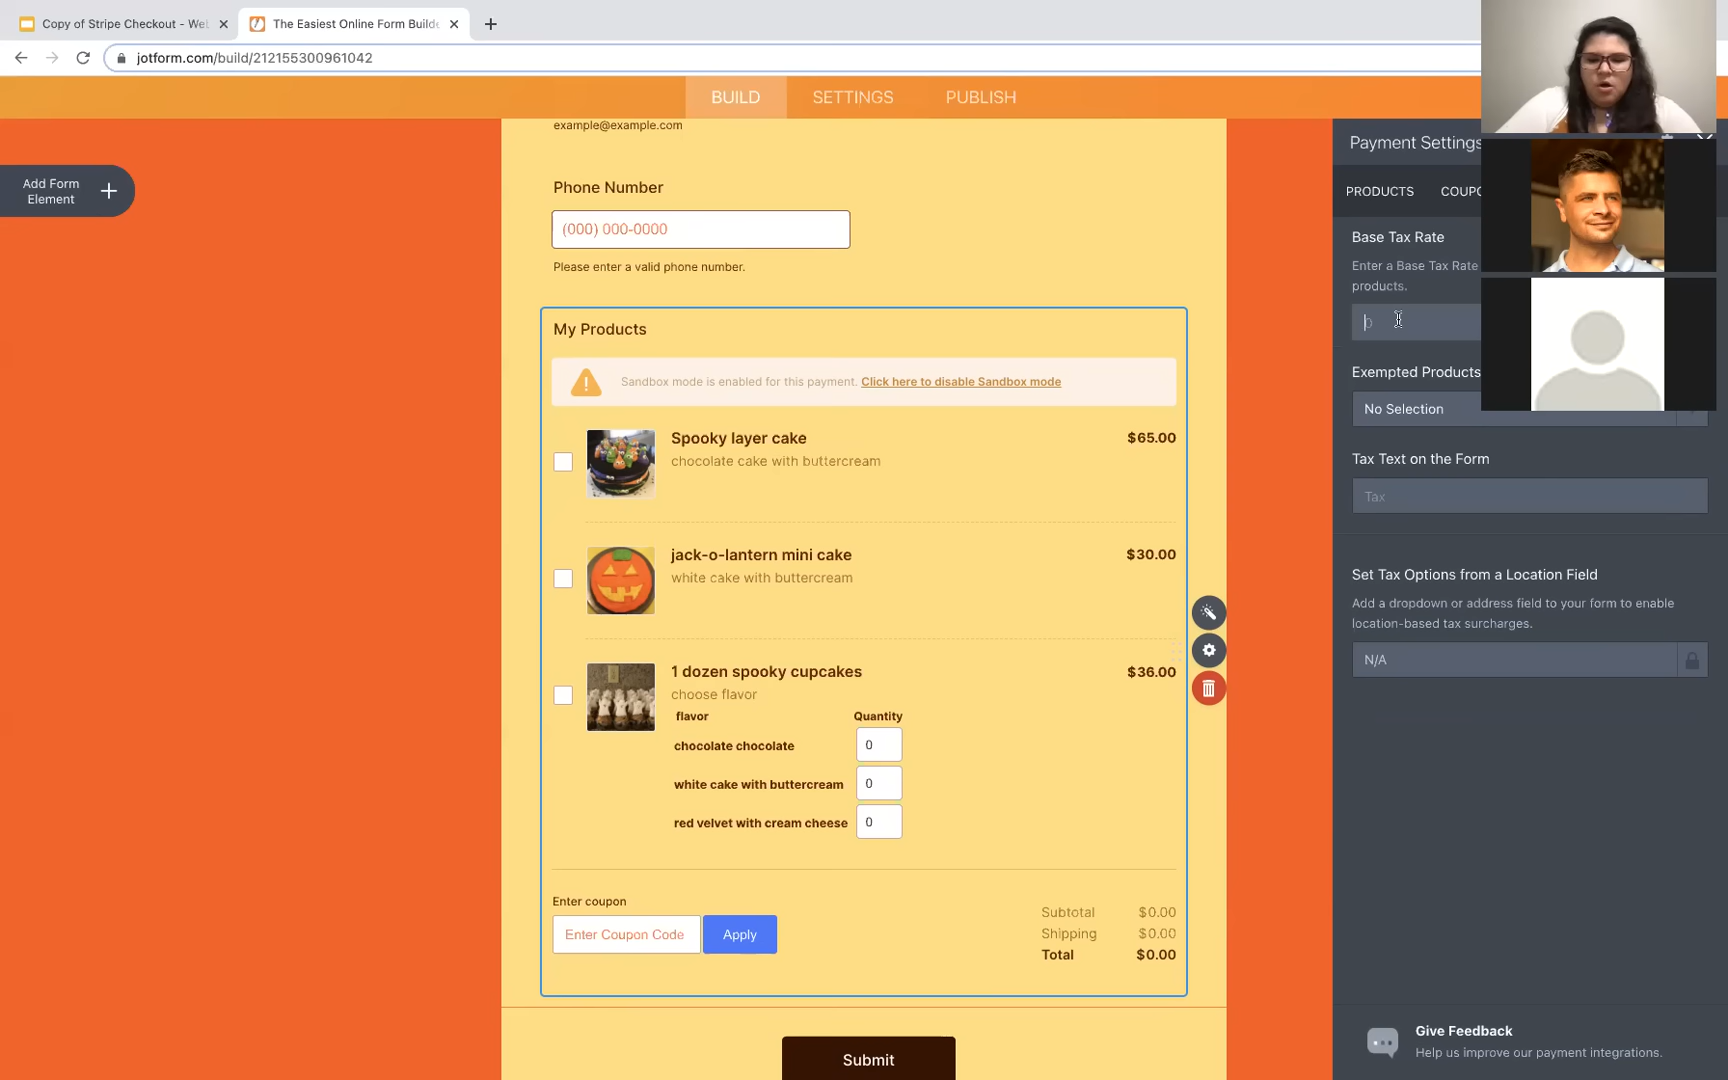 Copy of Stripe Checkout - Wel
The Easiest Online Form Builde
jotform.com/build/212155300961042
BUILD
SETTINGS
PUBLISH
Add Form
Element
example@example.com
Phone Number
(000) 000-0000
Please enter a valid phone number.
My Products
Sandbox mode is enabled for this payment. Click here to disable Sandbox mode
Spooky layer cake
$65.00
chocolate cake with buttercream
jack-o-lantern mini cake
$30.00
white cake with buttercream
1 dozen spooky cupcakes
$36.00
choose flavor
flavor
Quantity
chocolate chocolate
0
white cake with buttercream
0
red velvet with cream cheese
0
Enter coupon
Enter Coupon Code
Apply
Subtotal
$0.00
Shipping
$0.00
Total
$0.00
Submit
Payment Settings
PRODUCTS
COUPO
Base Tax Rate
Enter a Base Tax Rate
products.
0
Exempted Products
No Selection
Tax Text on the Form
Tax
Set Tax Options from a Location Field
Add a dropdown or address field to your form to enable
location-based tax surcharges.
N/A
Give Feedback
Help us improve our payment integrations.